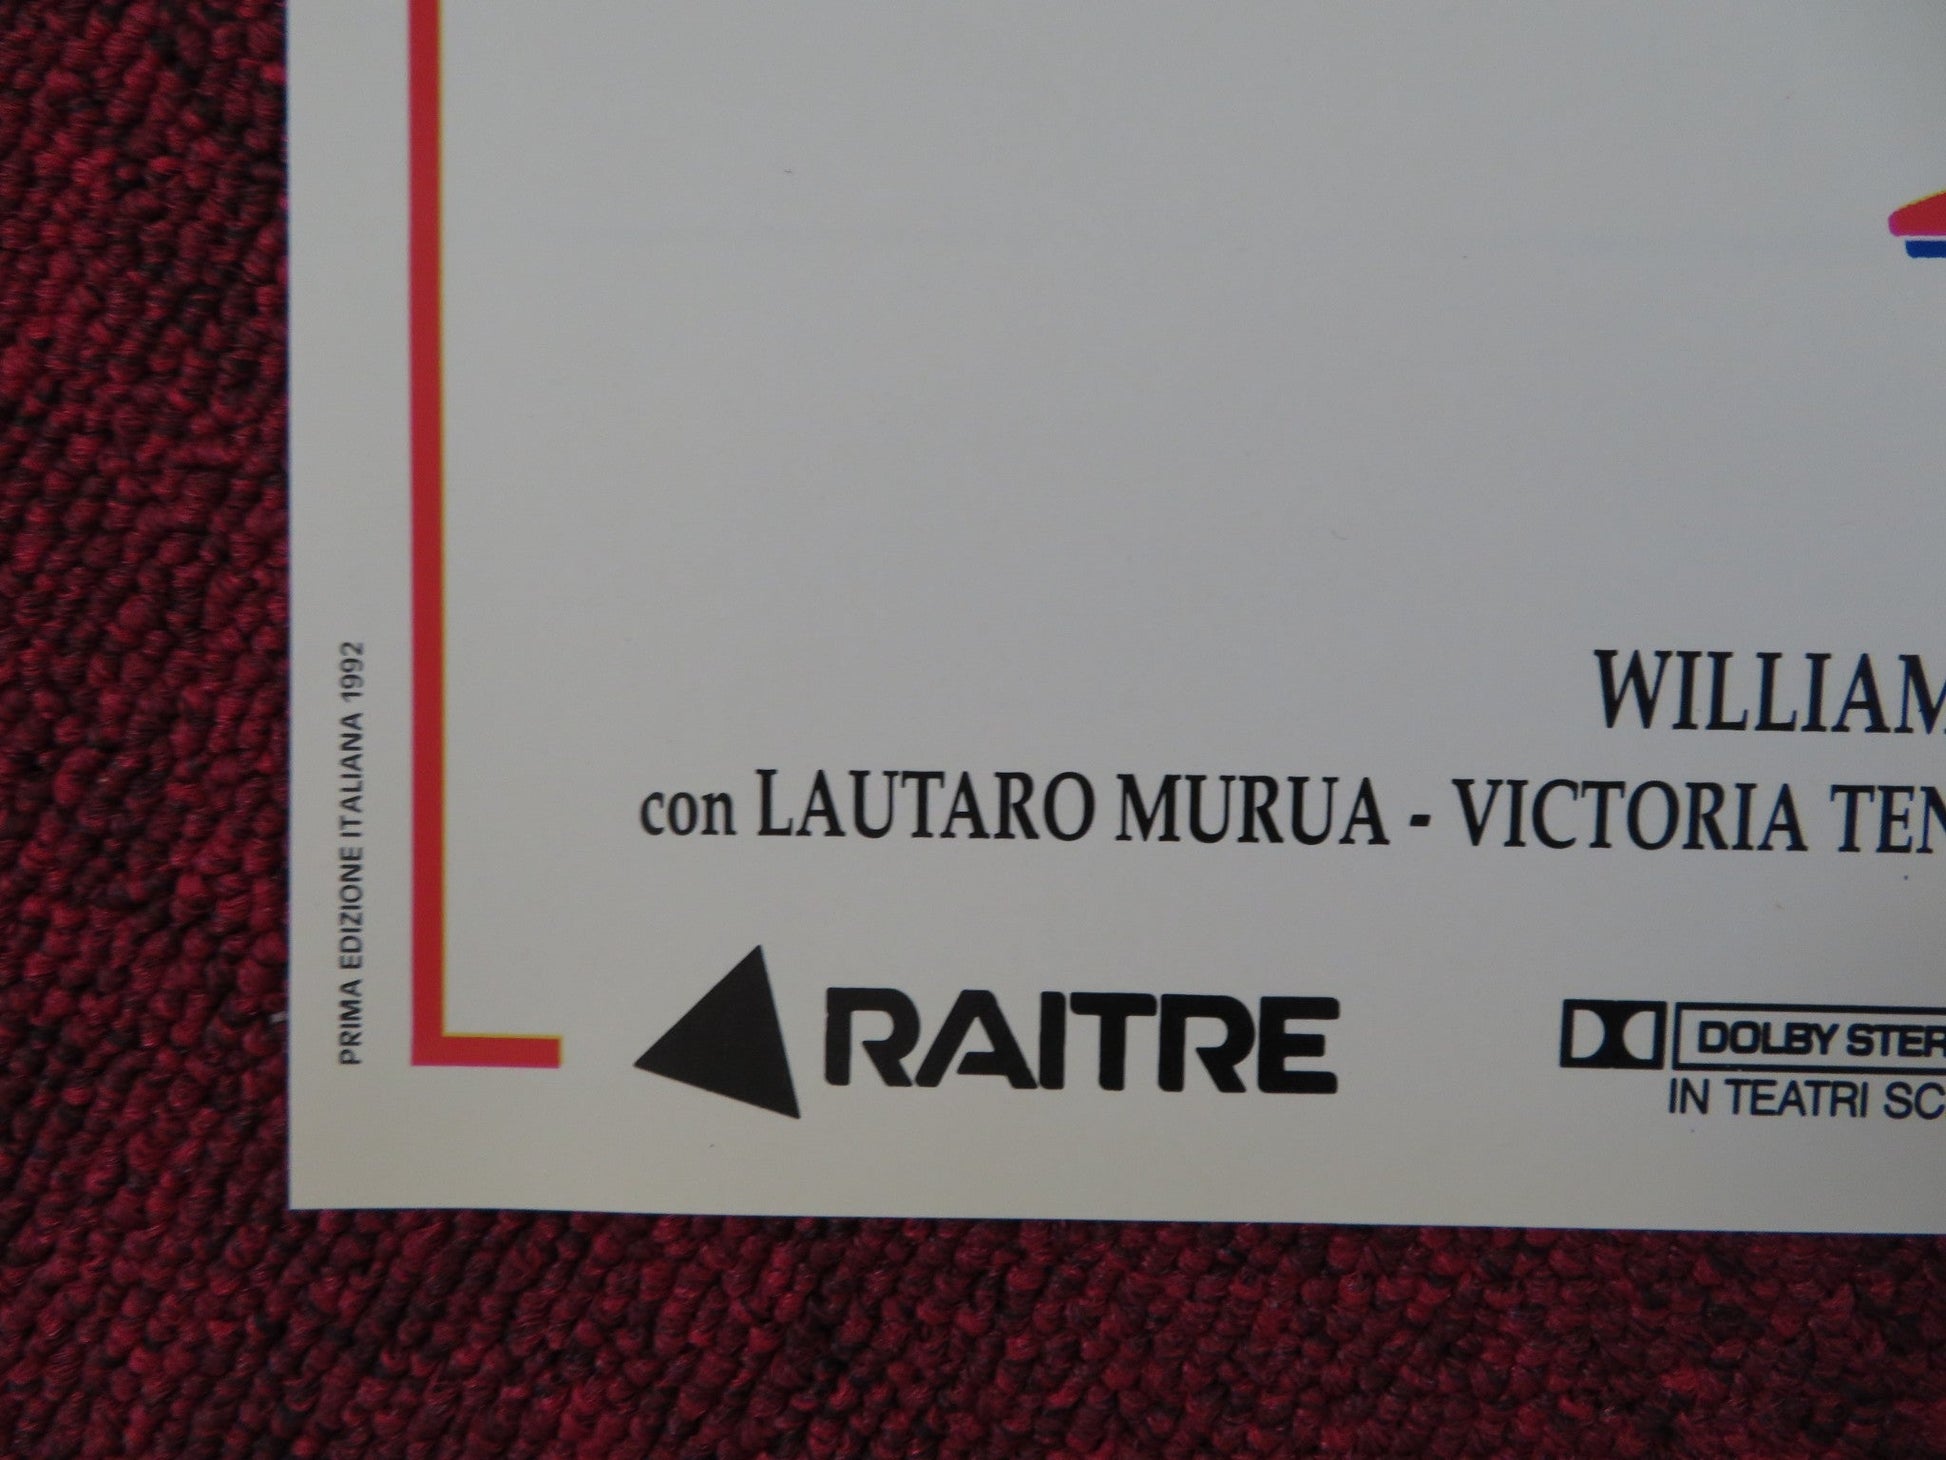 WILLIAM
con LAUTARO MURUA - VICTORIA TEN
RAITRE
DOLBY STER
IN TEATRI SC
PRIMA EDIZIONE ITALIANA 1992